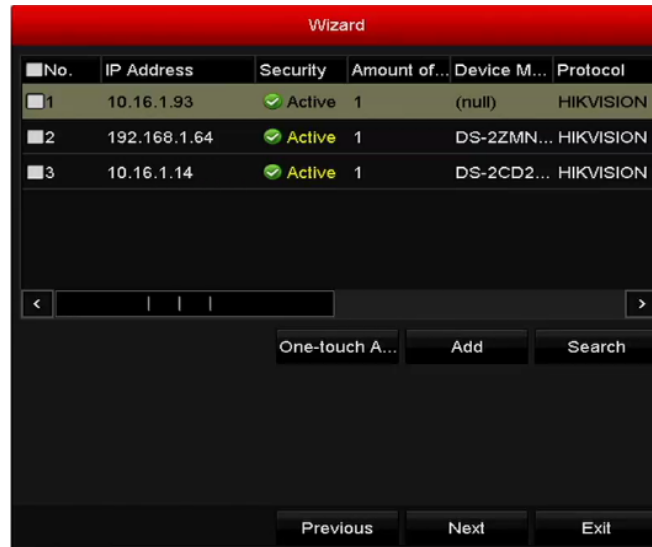 Wizard
No. IP Address Security Amount of... Device M... Protocol
1 10.16.1.93 Active 1 (null) HIKVISION
2 192.168.1.64 Active 1 DS-2ZMN... HIKVISION
3 10.16.1.14 Active 1 DS-2CD2... HIKVISION
One-touch A... Add Search
Previous Next Exit